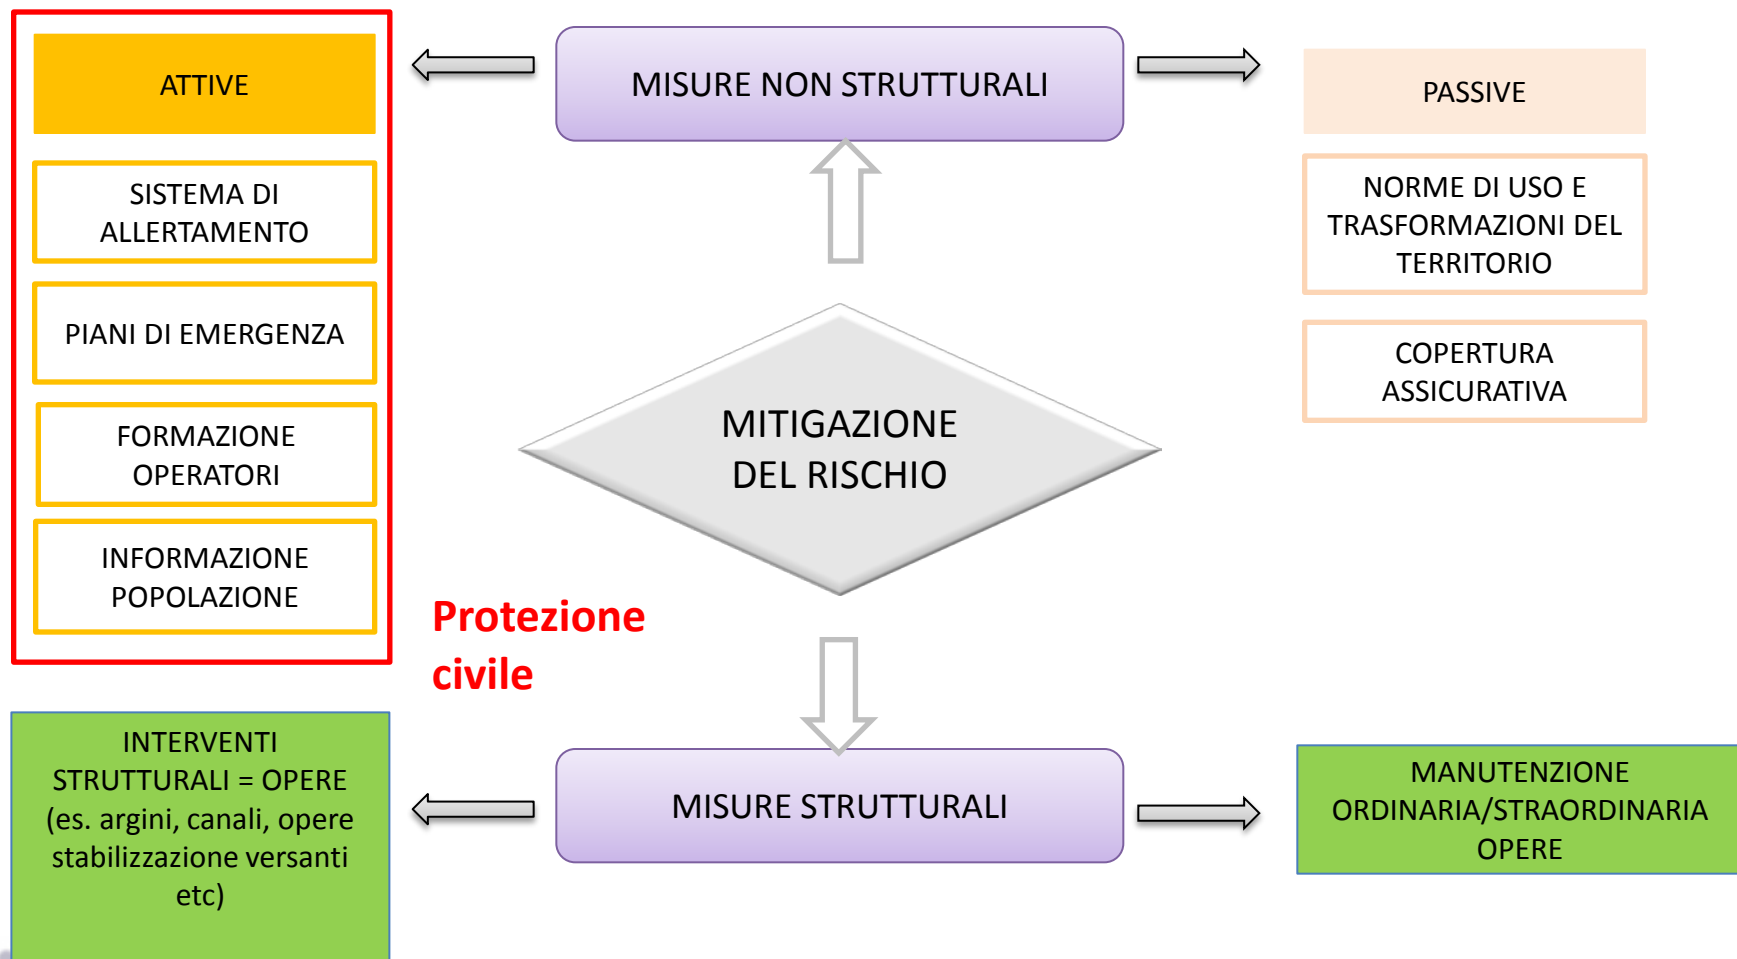 ATTIVE
SISTEMA DI
ALLERTAMENTO
PIANI DI EMERGENZA
FORMAZIONE
OPERATORI
INFORMAZIONE
POPOLAZIONE
MISURE NON STRUTTURALI
PASSIVE
NORME DI USO E
TRASFORMAZIONI DEL
TERRITORIO
COPERTURA
ASSICURATIVA
MITIGAZIONE
DEL RISCHIO
Protezione
civile
INTERVENTI
STRUTTURALI = OPERE
(es. argini, canali, opere
stabilizzazione versanti
etc)
MISURE STRUTTURALI
MANUTENZIONE
ORDINARIA/STRAORDINARIA
OPERE